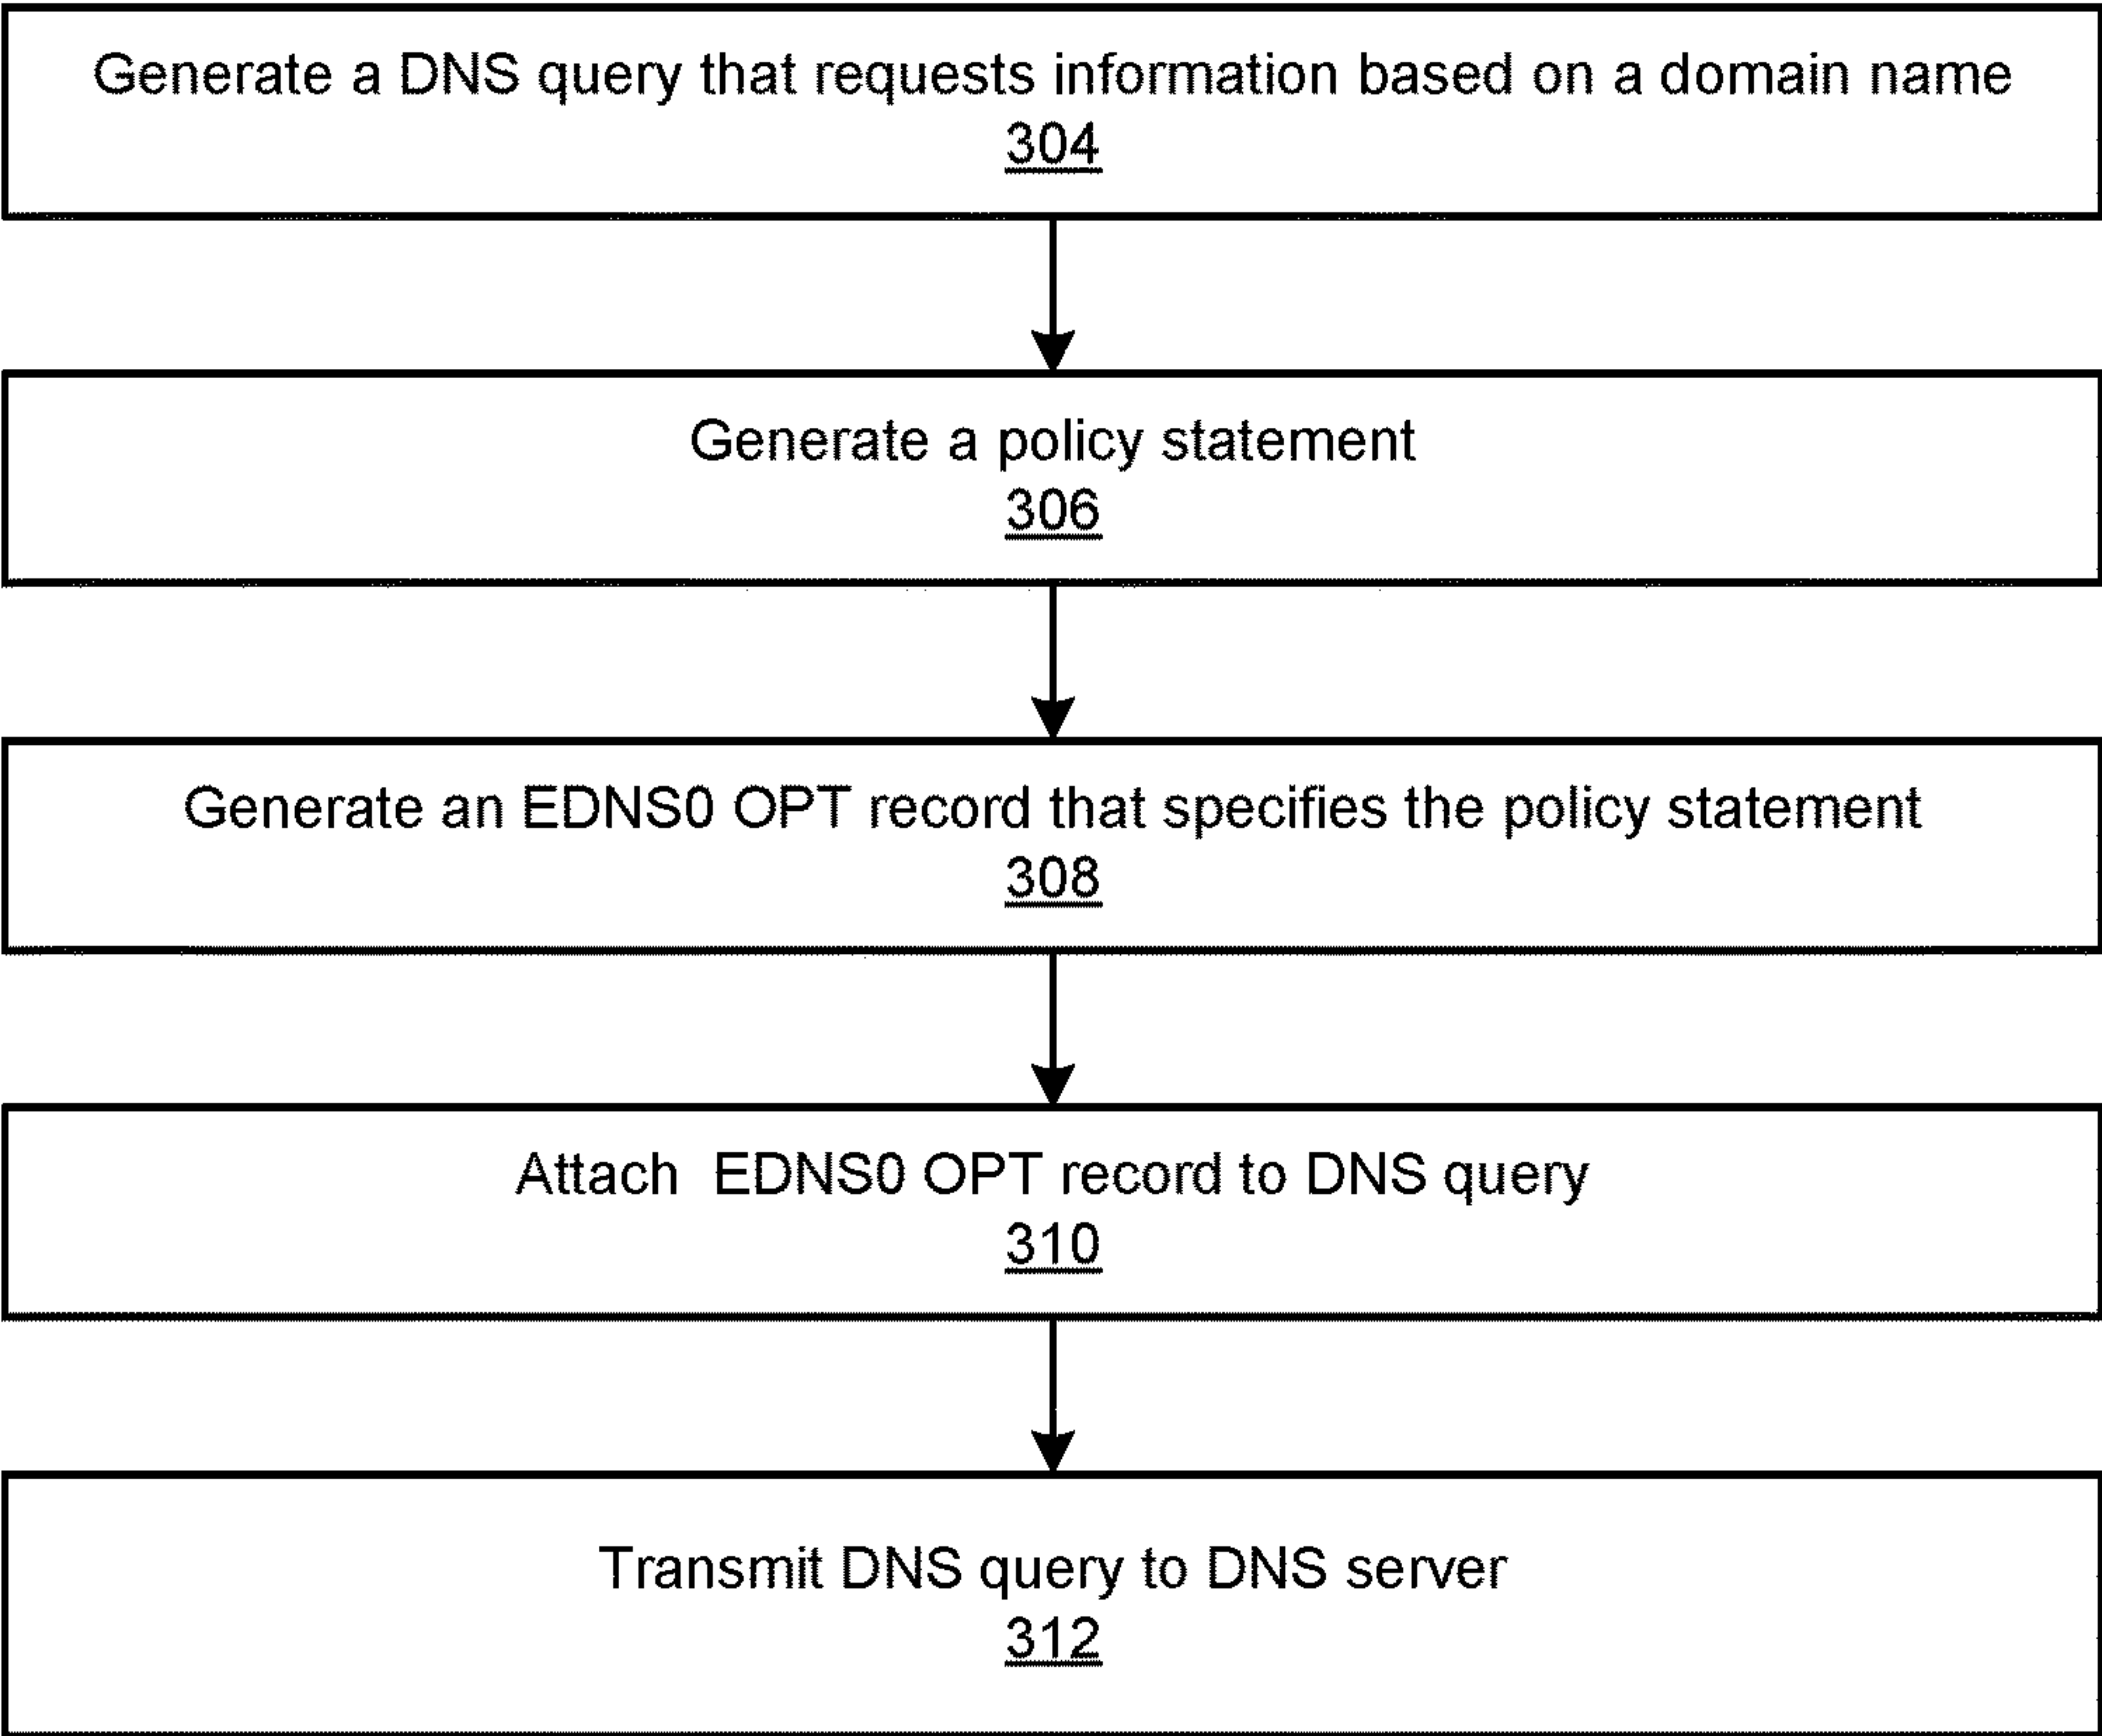 Generate a DNS query that requests information based on a domain name
304
Generate a policy statement
306
Generate an EDNS0 OPT record that specifies the policy statement
308
Attach EDNS0 OPT record to DNS query
310
Transmit DNS query to DNS server
312